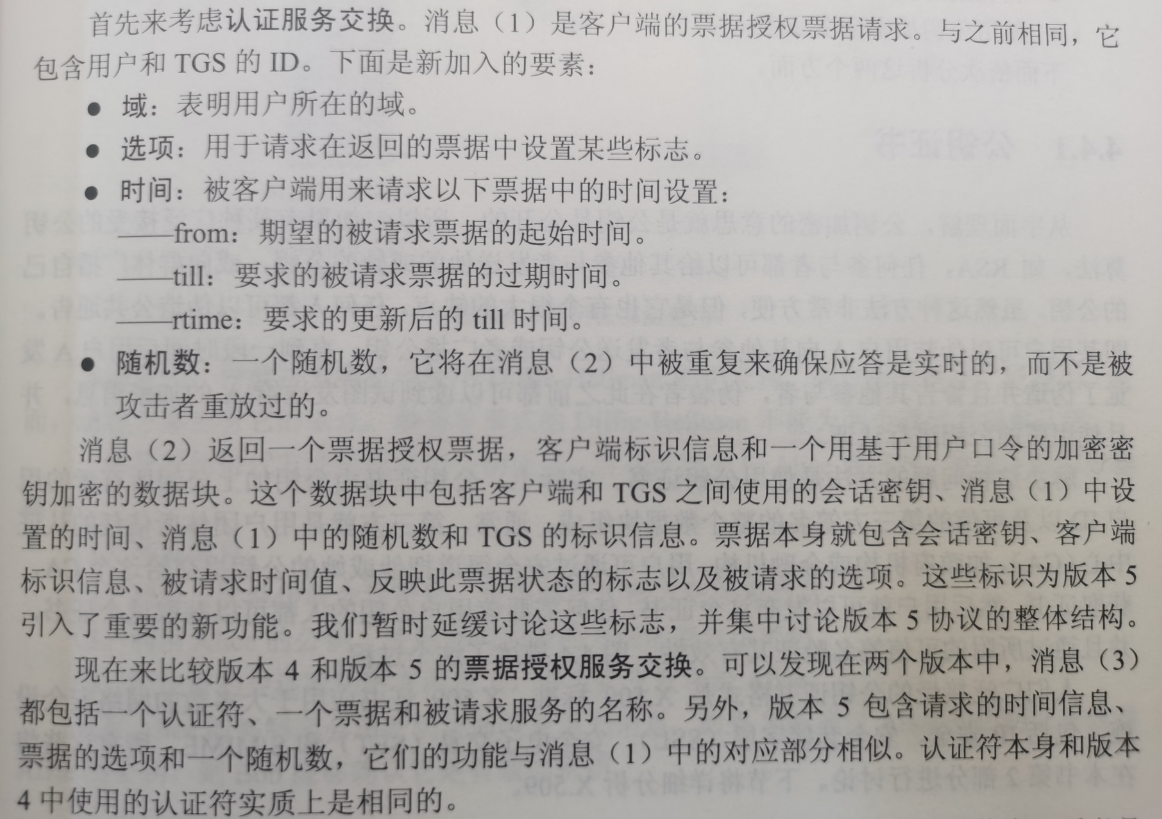 首先来考虑认证服务交换。消息（1）是客户端的票据授权票据请求。与之前相同，它
包含用户和 TGS 的 ID。下面是新加入的要素：
● 域：表明用户所在的域。
● 选项：用于请求在返回的票据中设置某些标志。
● 时间：被客户端用来请求以下票据中的时间设置：
——from：期望的被请求票据的起始时间。
——till：要求的被请求票据的过期时间。
——rtime：要求的更新后的 till 时间。
● 随机数：一个随机数，它将在消息（2）中被重复来确保应答是实时的，而不是被
攻击者重放过的。
消息（2）返回一个票据授权票据，客户端标识信息和一个用基于用户口令的加密密
钥加密的数据块。这个数据块中包括客户端和 TGS 之间使用的会话密钥、消息（1）中设
置的时间、消息（1）中的随机数和 TGS 的标识信息。票据本身就包含会话密钥、客户端
标识信息、被请求时间值、反映此票据状态的标志以及被请求的选项。这些标识为版本 5
引入了重要的新功能。我们暂时延缓讨论这些标志，并集中讨论版本 5 协议的整体结构。
现在来比较版本 4 和版本 5 的票据授权服务交换。可以发现在两个版本中，消息（3）
都包括一个认证符、一个票据和被请求服务的名称。另外，版本 5 包含请求的时间信息、
票据的选项和一个随机数，它们的功能与消息（1）中的对应部分相似。认证符本身和版本
4 中使用的认证符实质上是相同的。